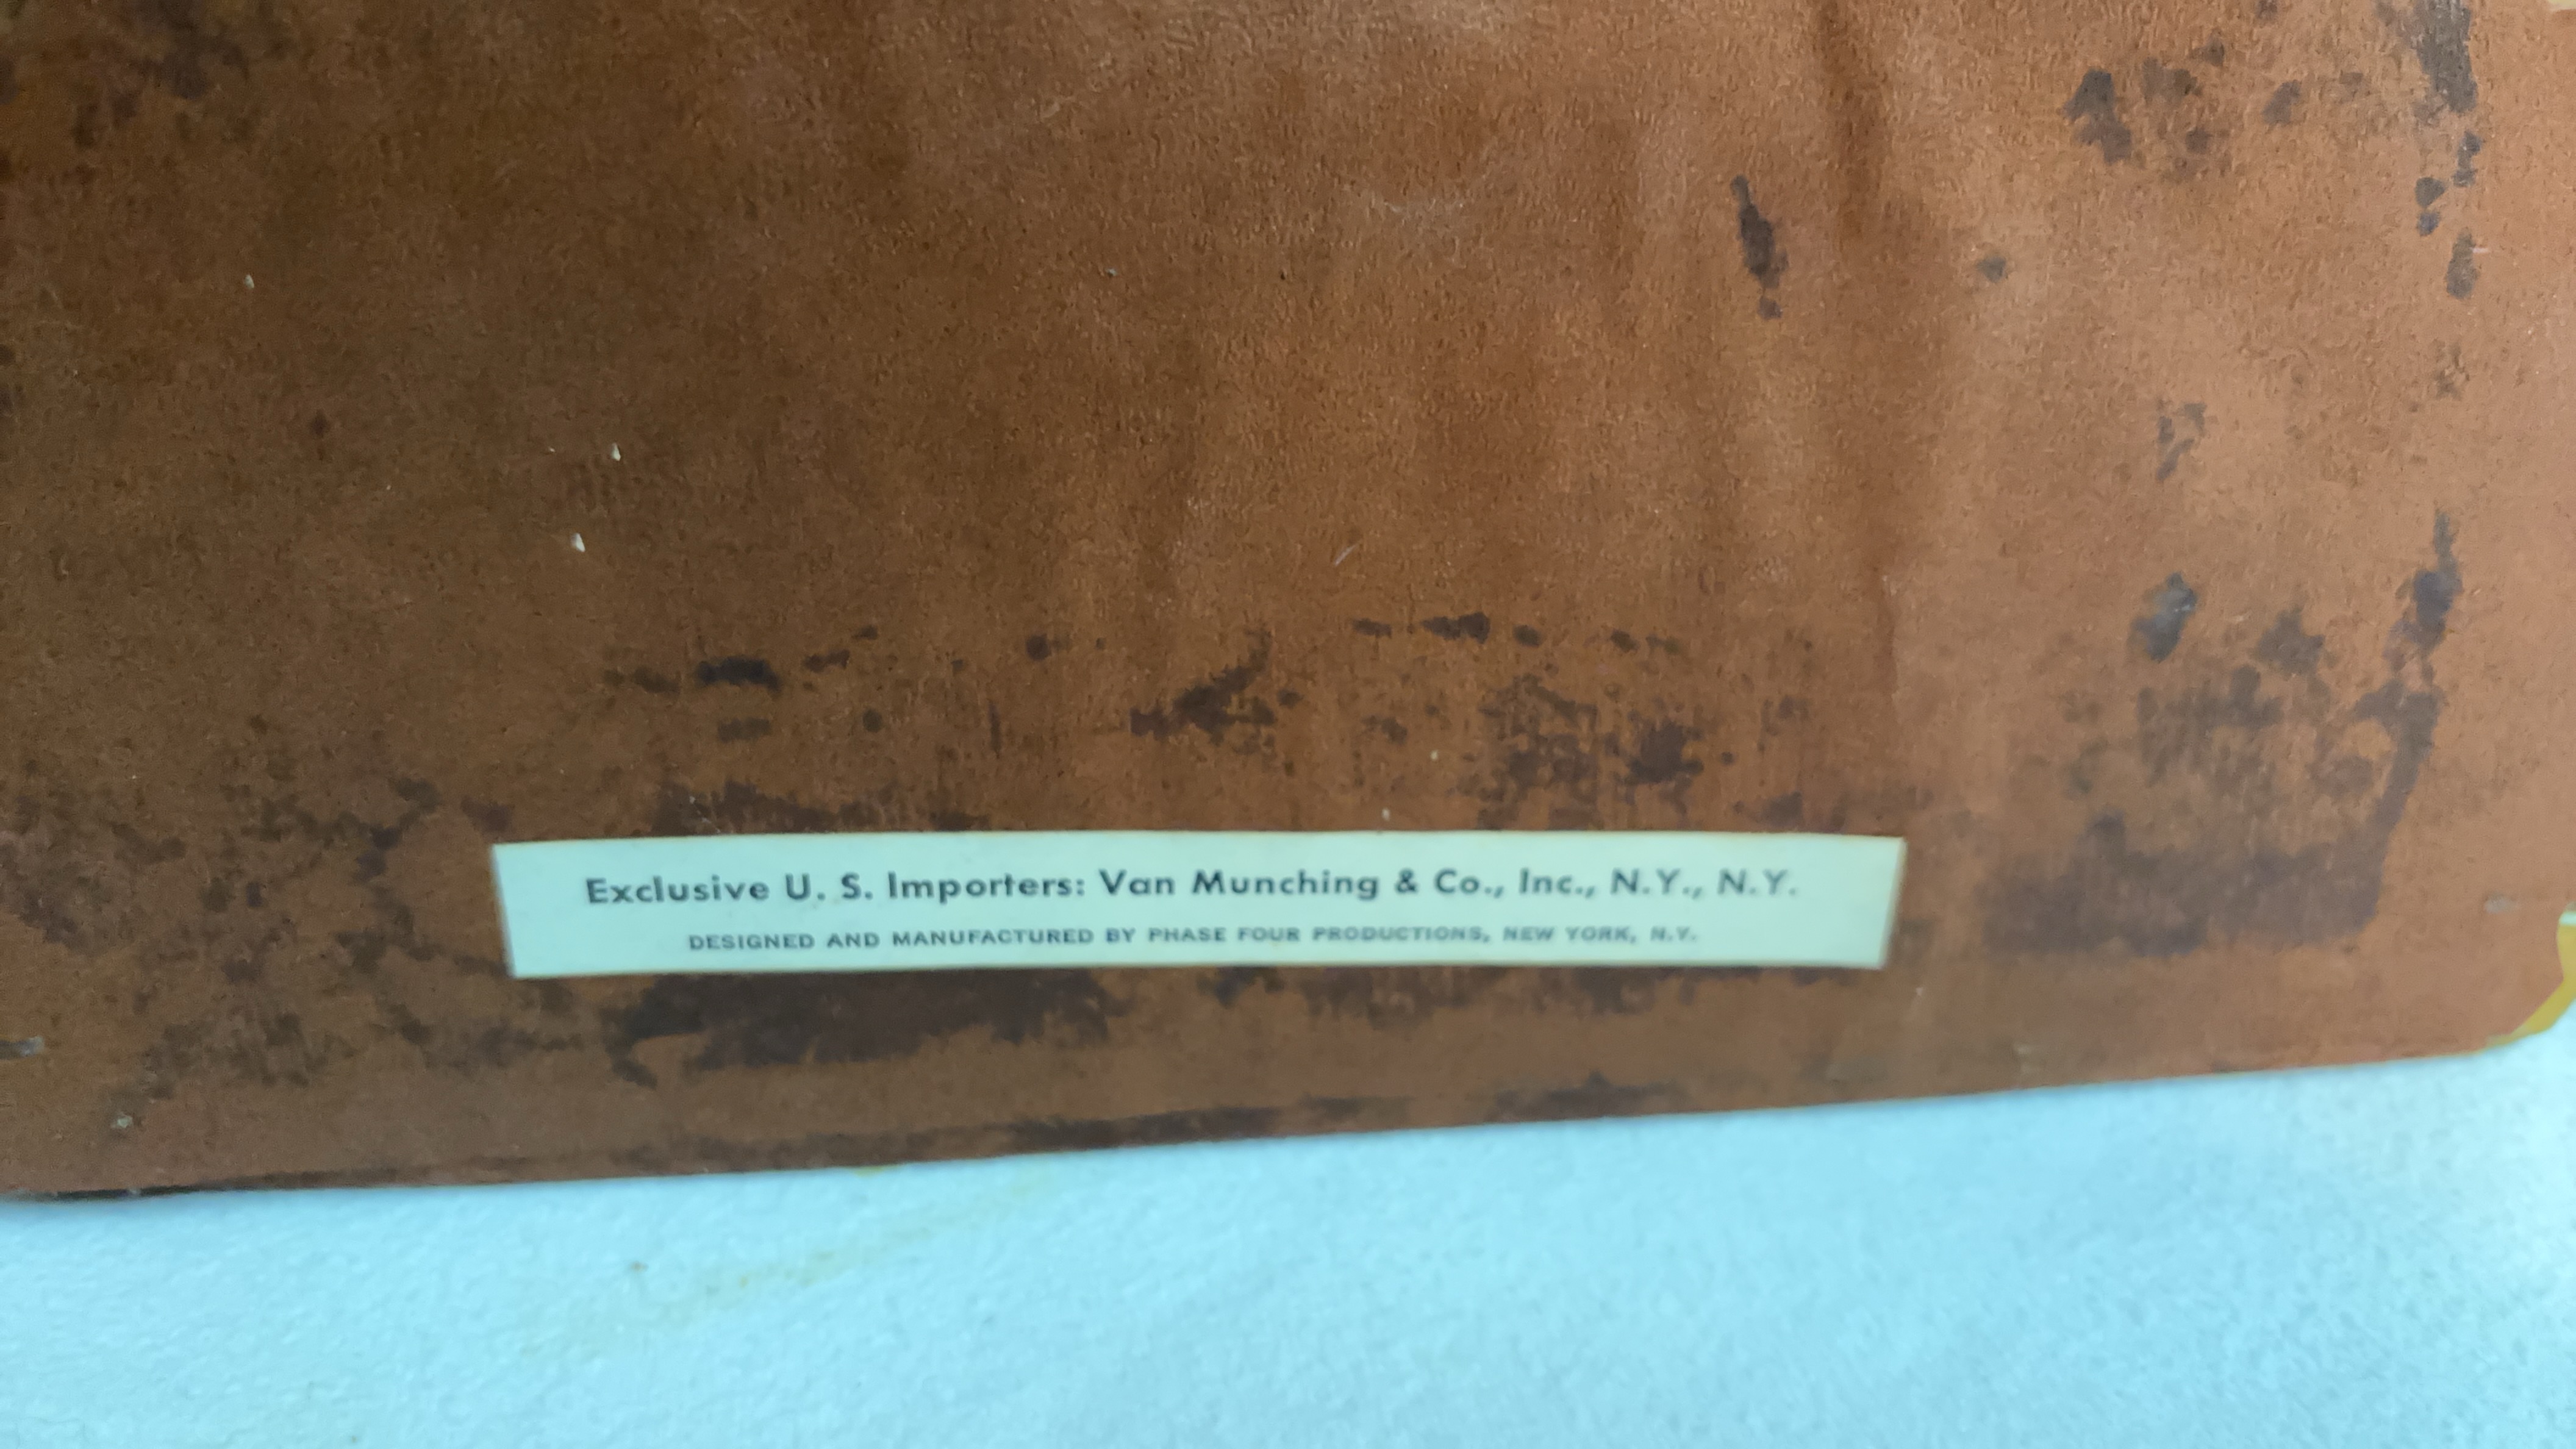 Exclusive U. S. Importers: Van Munching & Co., Inc., N.Y., N.Y.
DESIGNED AND MANUFACTURED BY PHASE FOUR PRODUCTIONS, NEW YORK, N.Y.